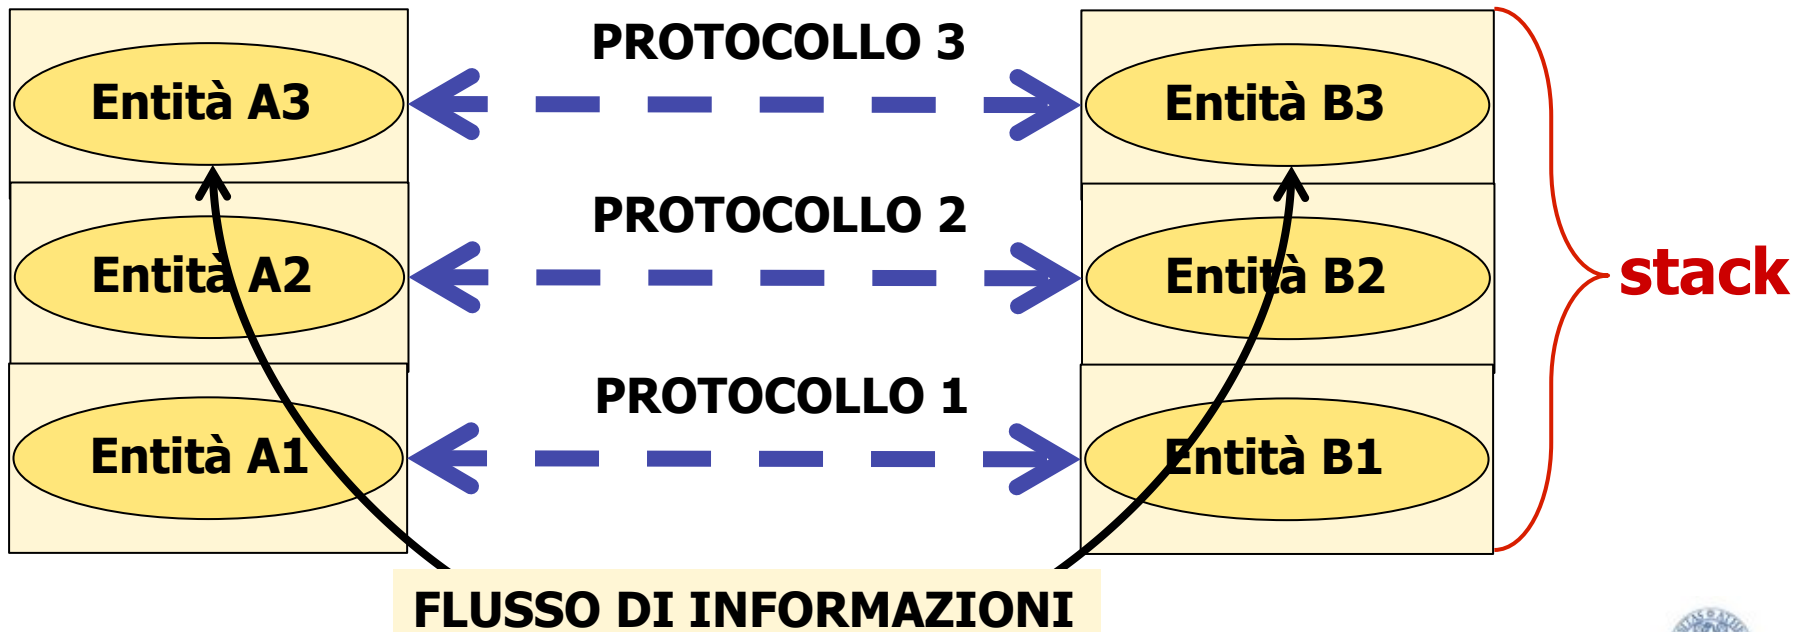 PROTOCOLLO 3
Entità A3
Entità B3
PROTOCOLLO 2
Entità A2
Entità B2
stack
PROTOCOLLO 1
Entità A1
Entità B1
FLUSSO DI INFORMAZIONI